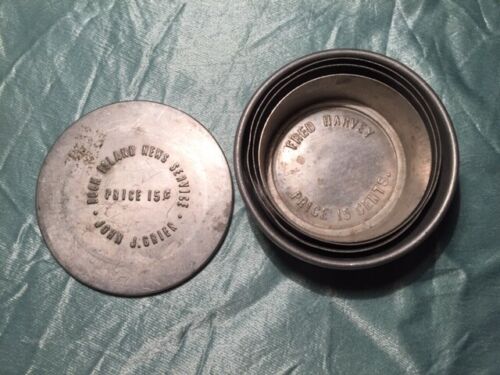 ROCK ISLAND NEWS SERVICE
PRICE 15¢
• JOHN J. GRIER •
FRED HARVEY
PRICE 15 CENTS.